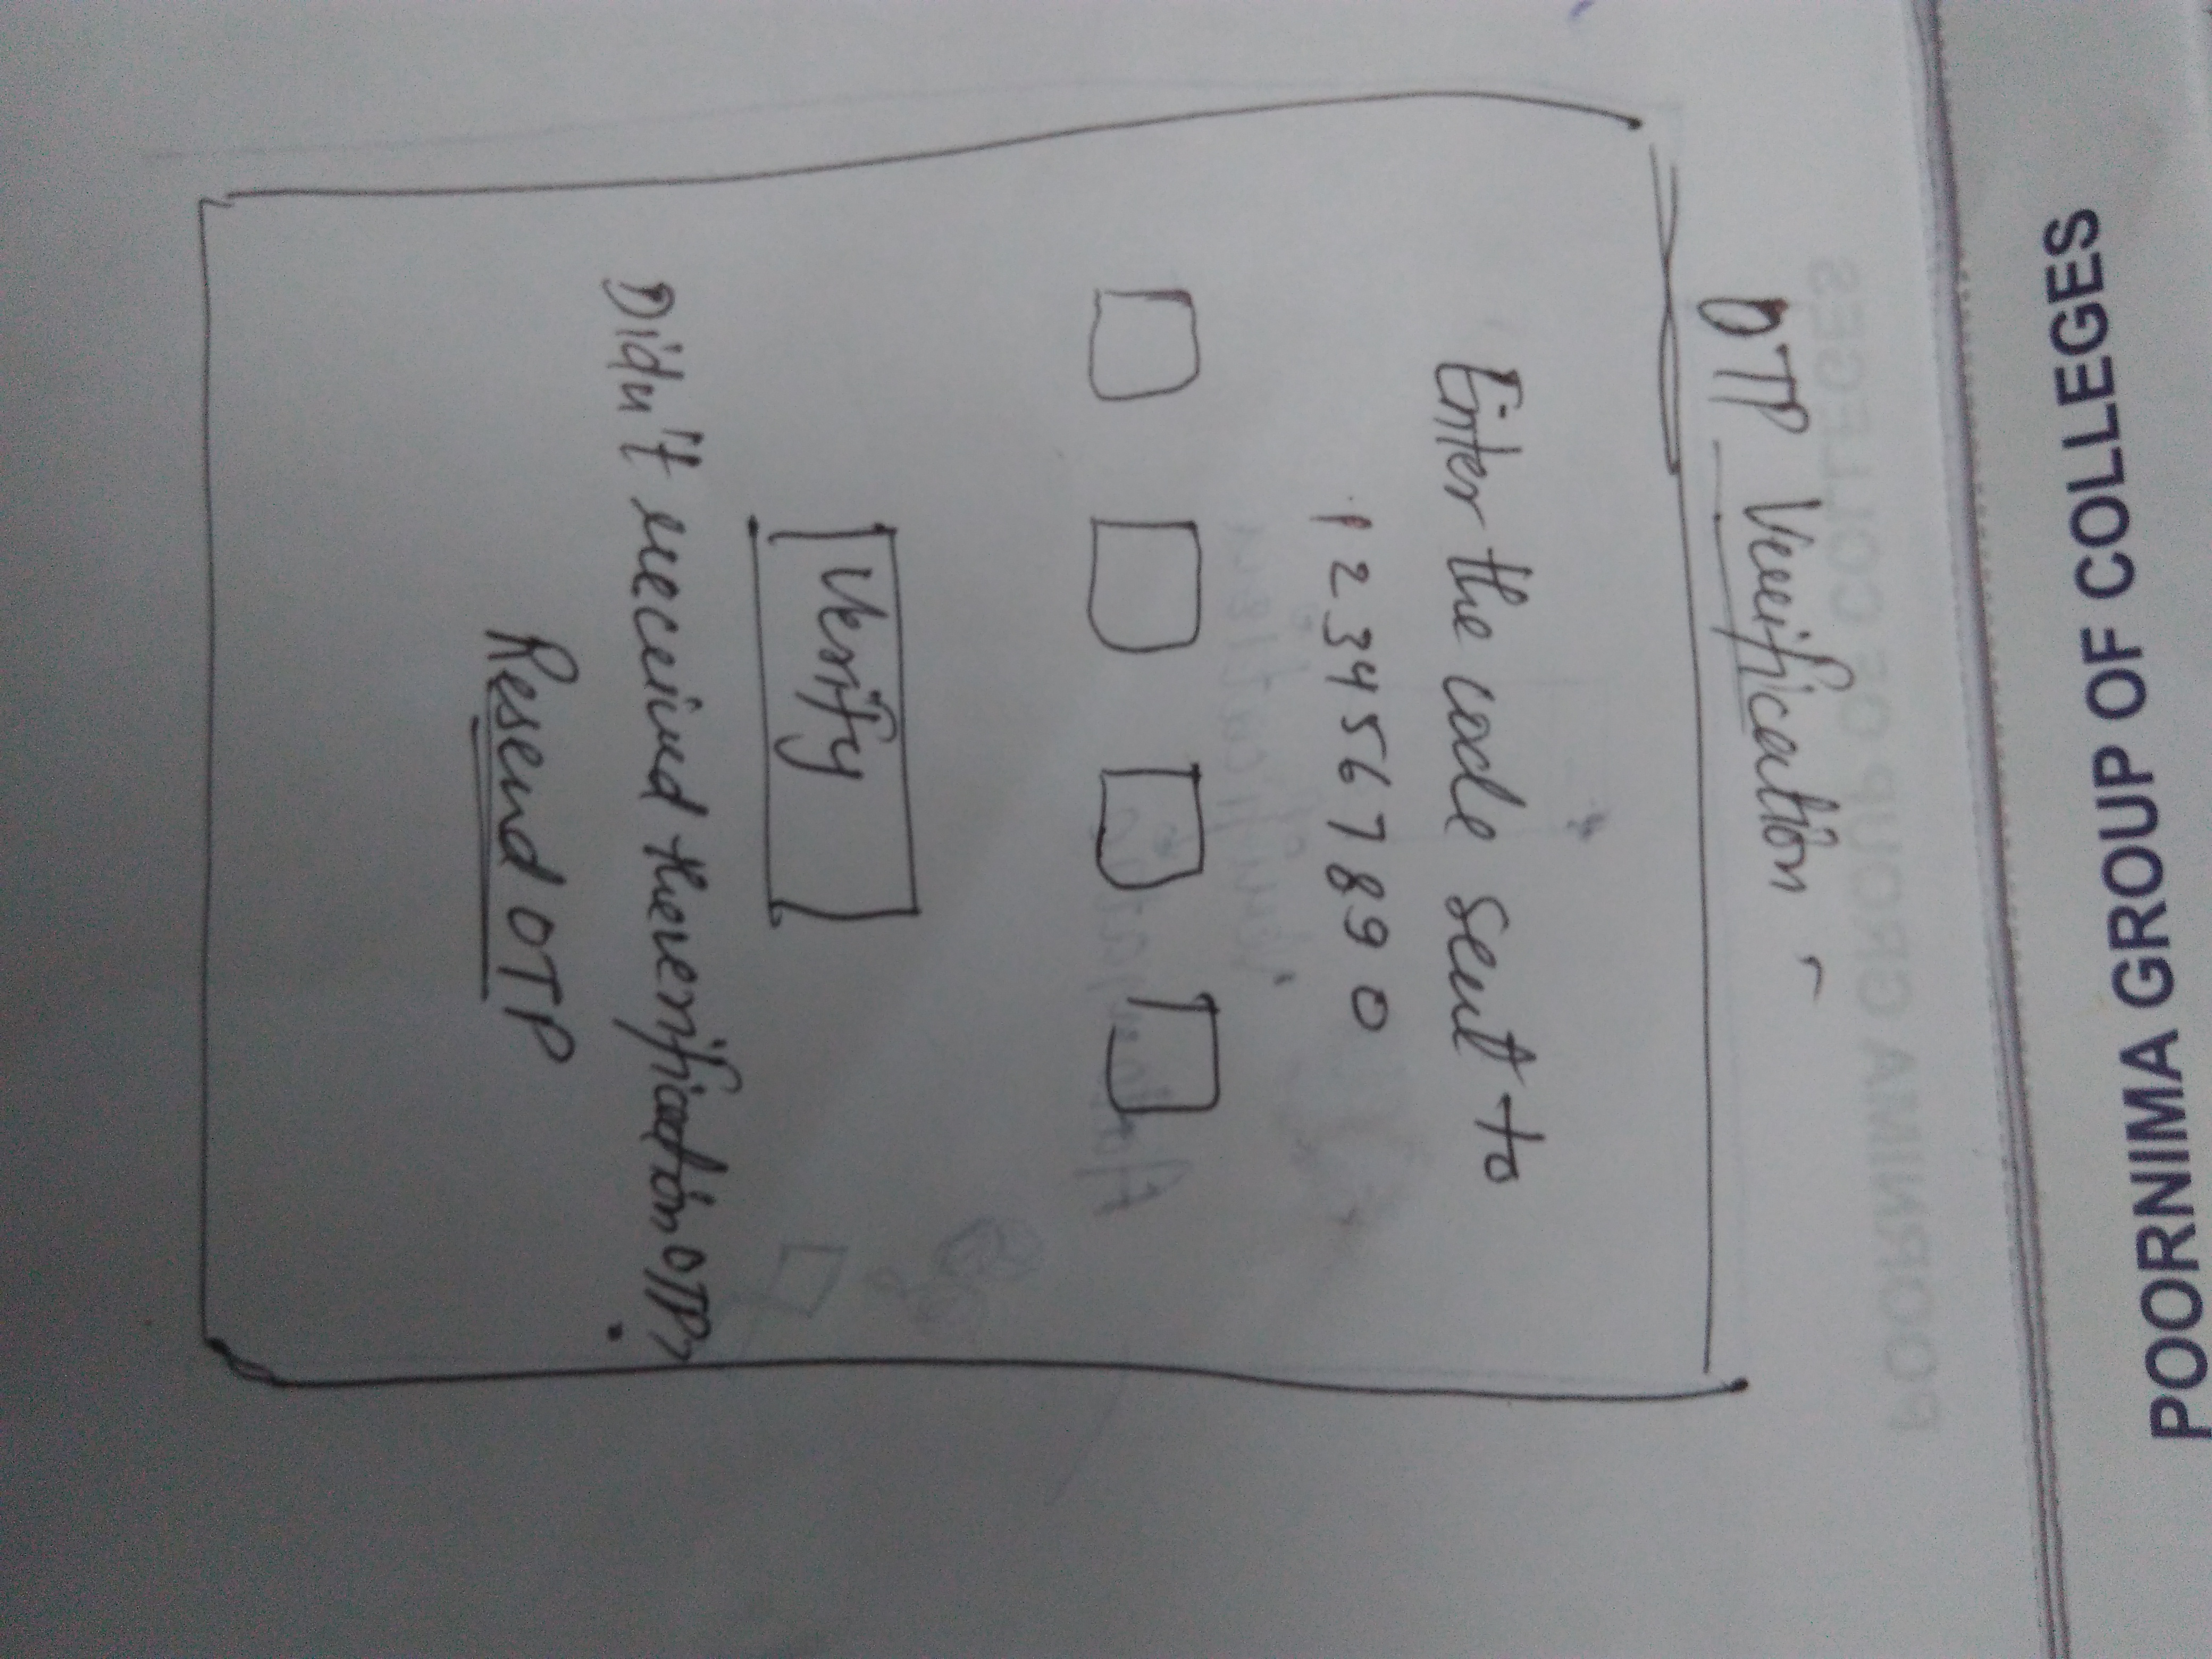 POORNIMA GROUP OF COLLEGES
OTP Verification
Enter the code sent to
1234567890
Verify
Didn't received the verification OTP?
Resend OTP